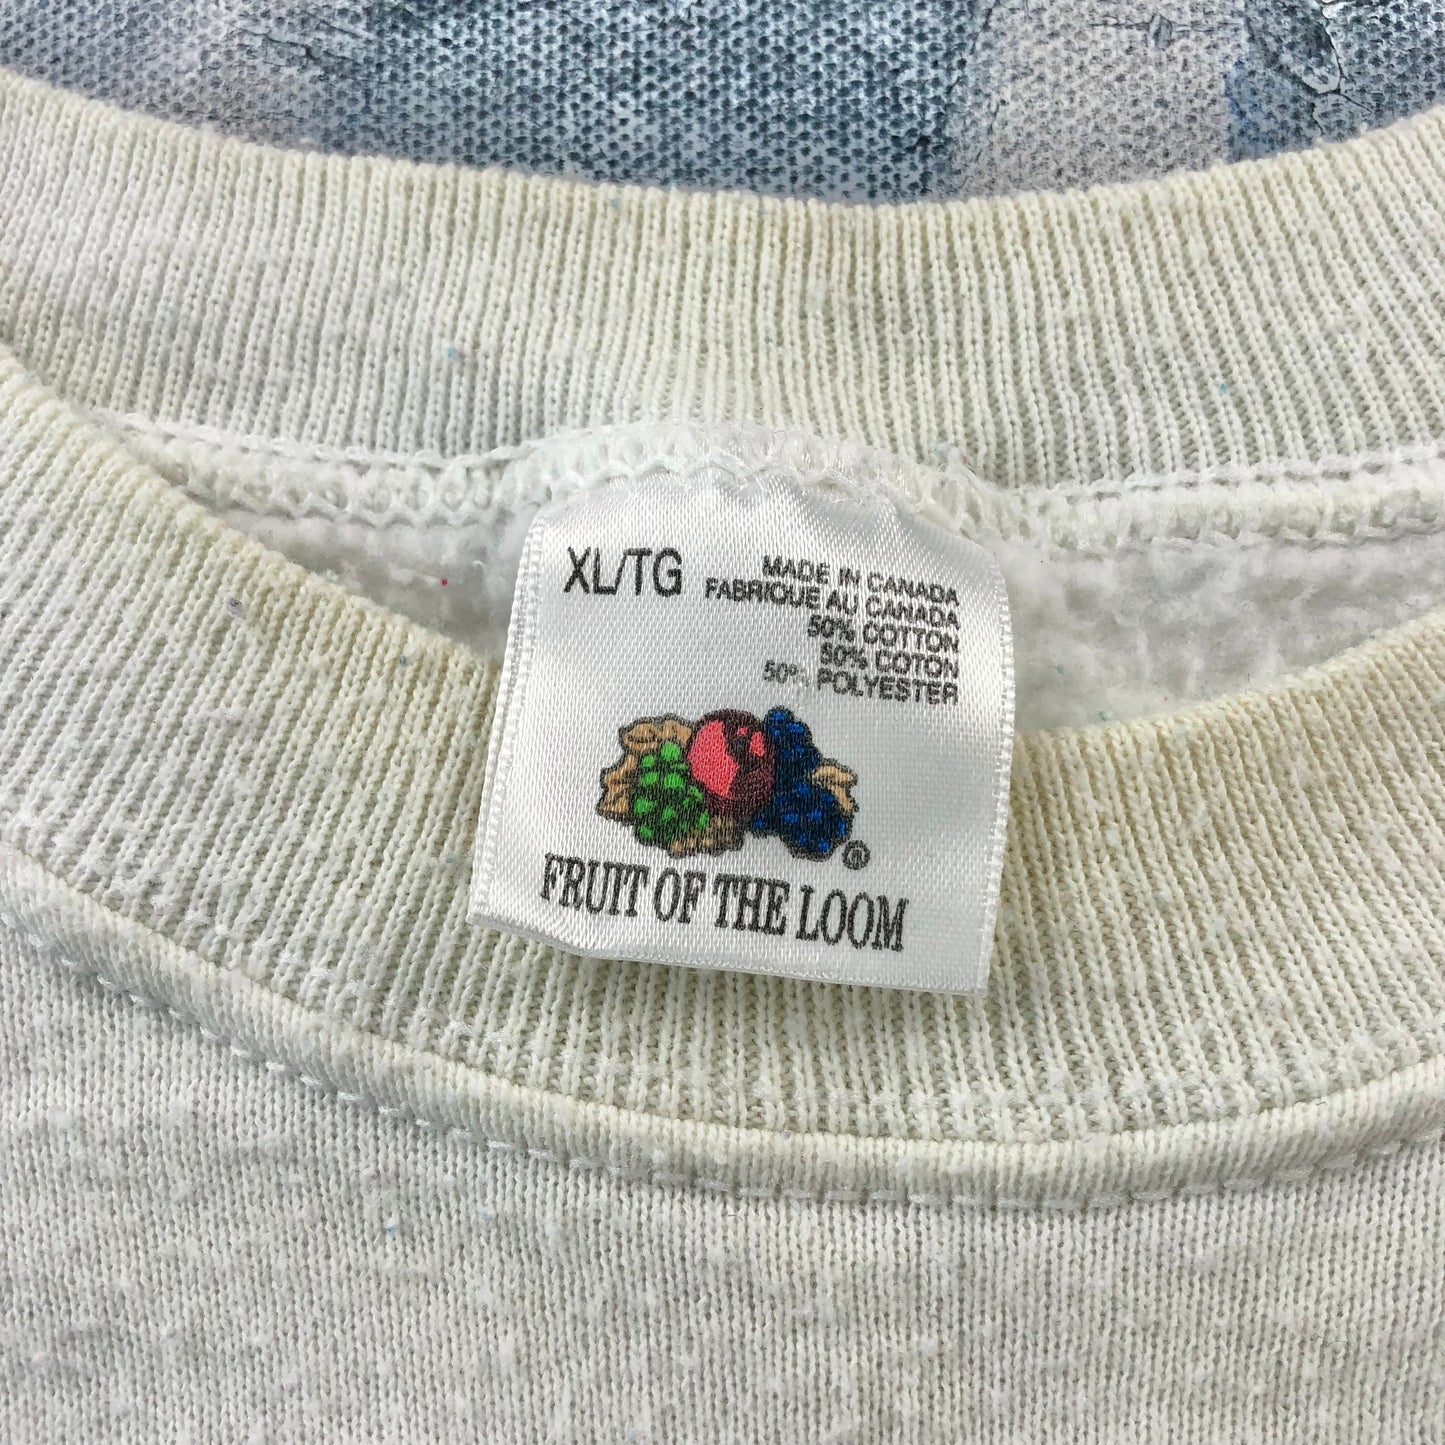 XL/TG
MADE IN CANADA
FABRIQUE AU CANADA
50% COTTON
50% COTON
50% POLYESTER
®
FRUIT OF THE LOOM